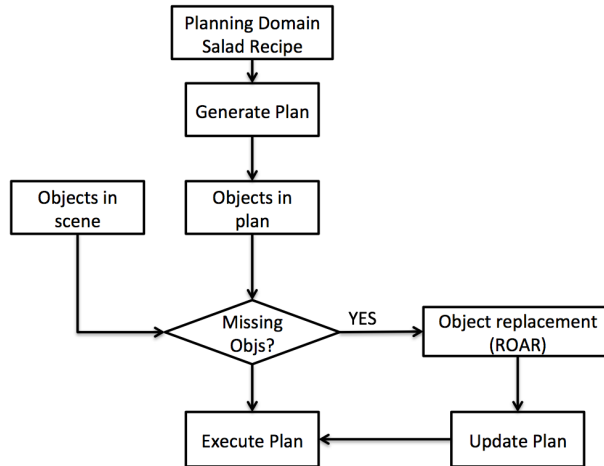 Planning Domain
Salad Recipe
Generate Plan
Objects in
scene
Objects in
plan
Missing
Objs?
YES
Object replacement
(ROAR)
Execute Plan
Update Plan